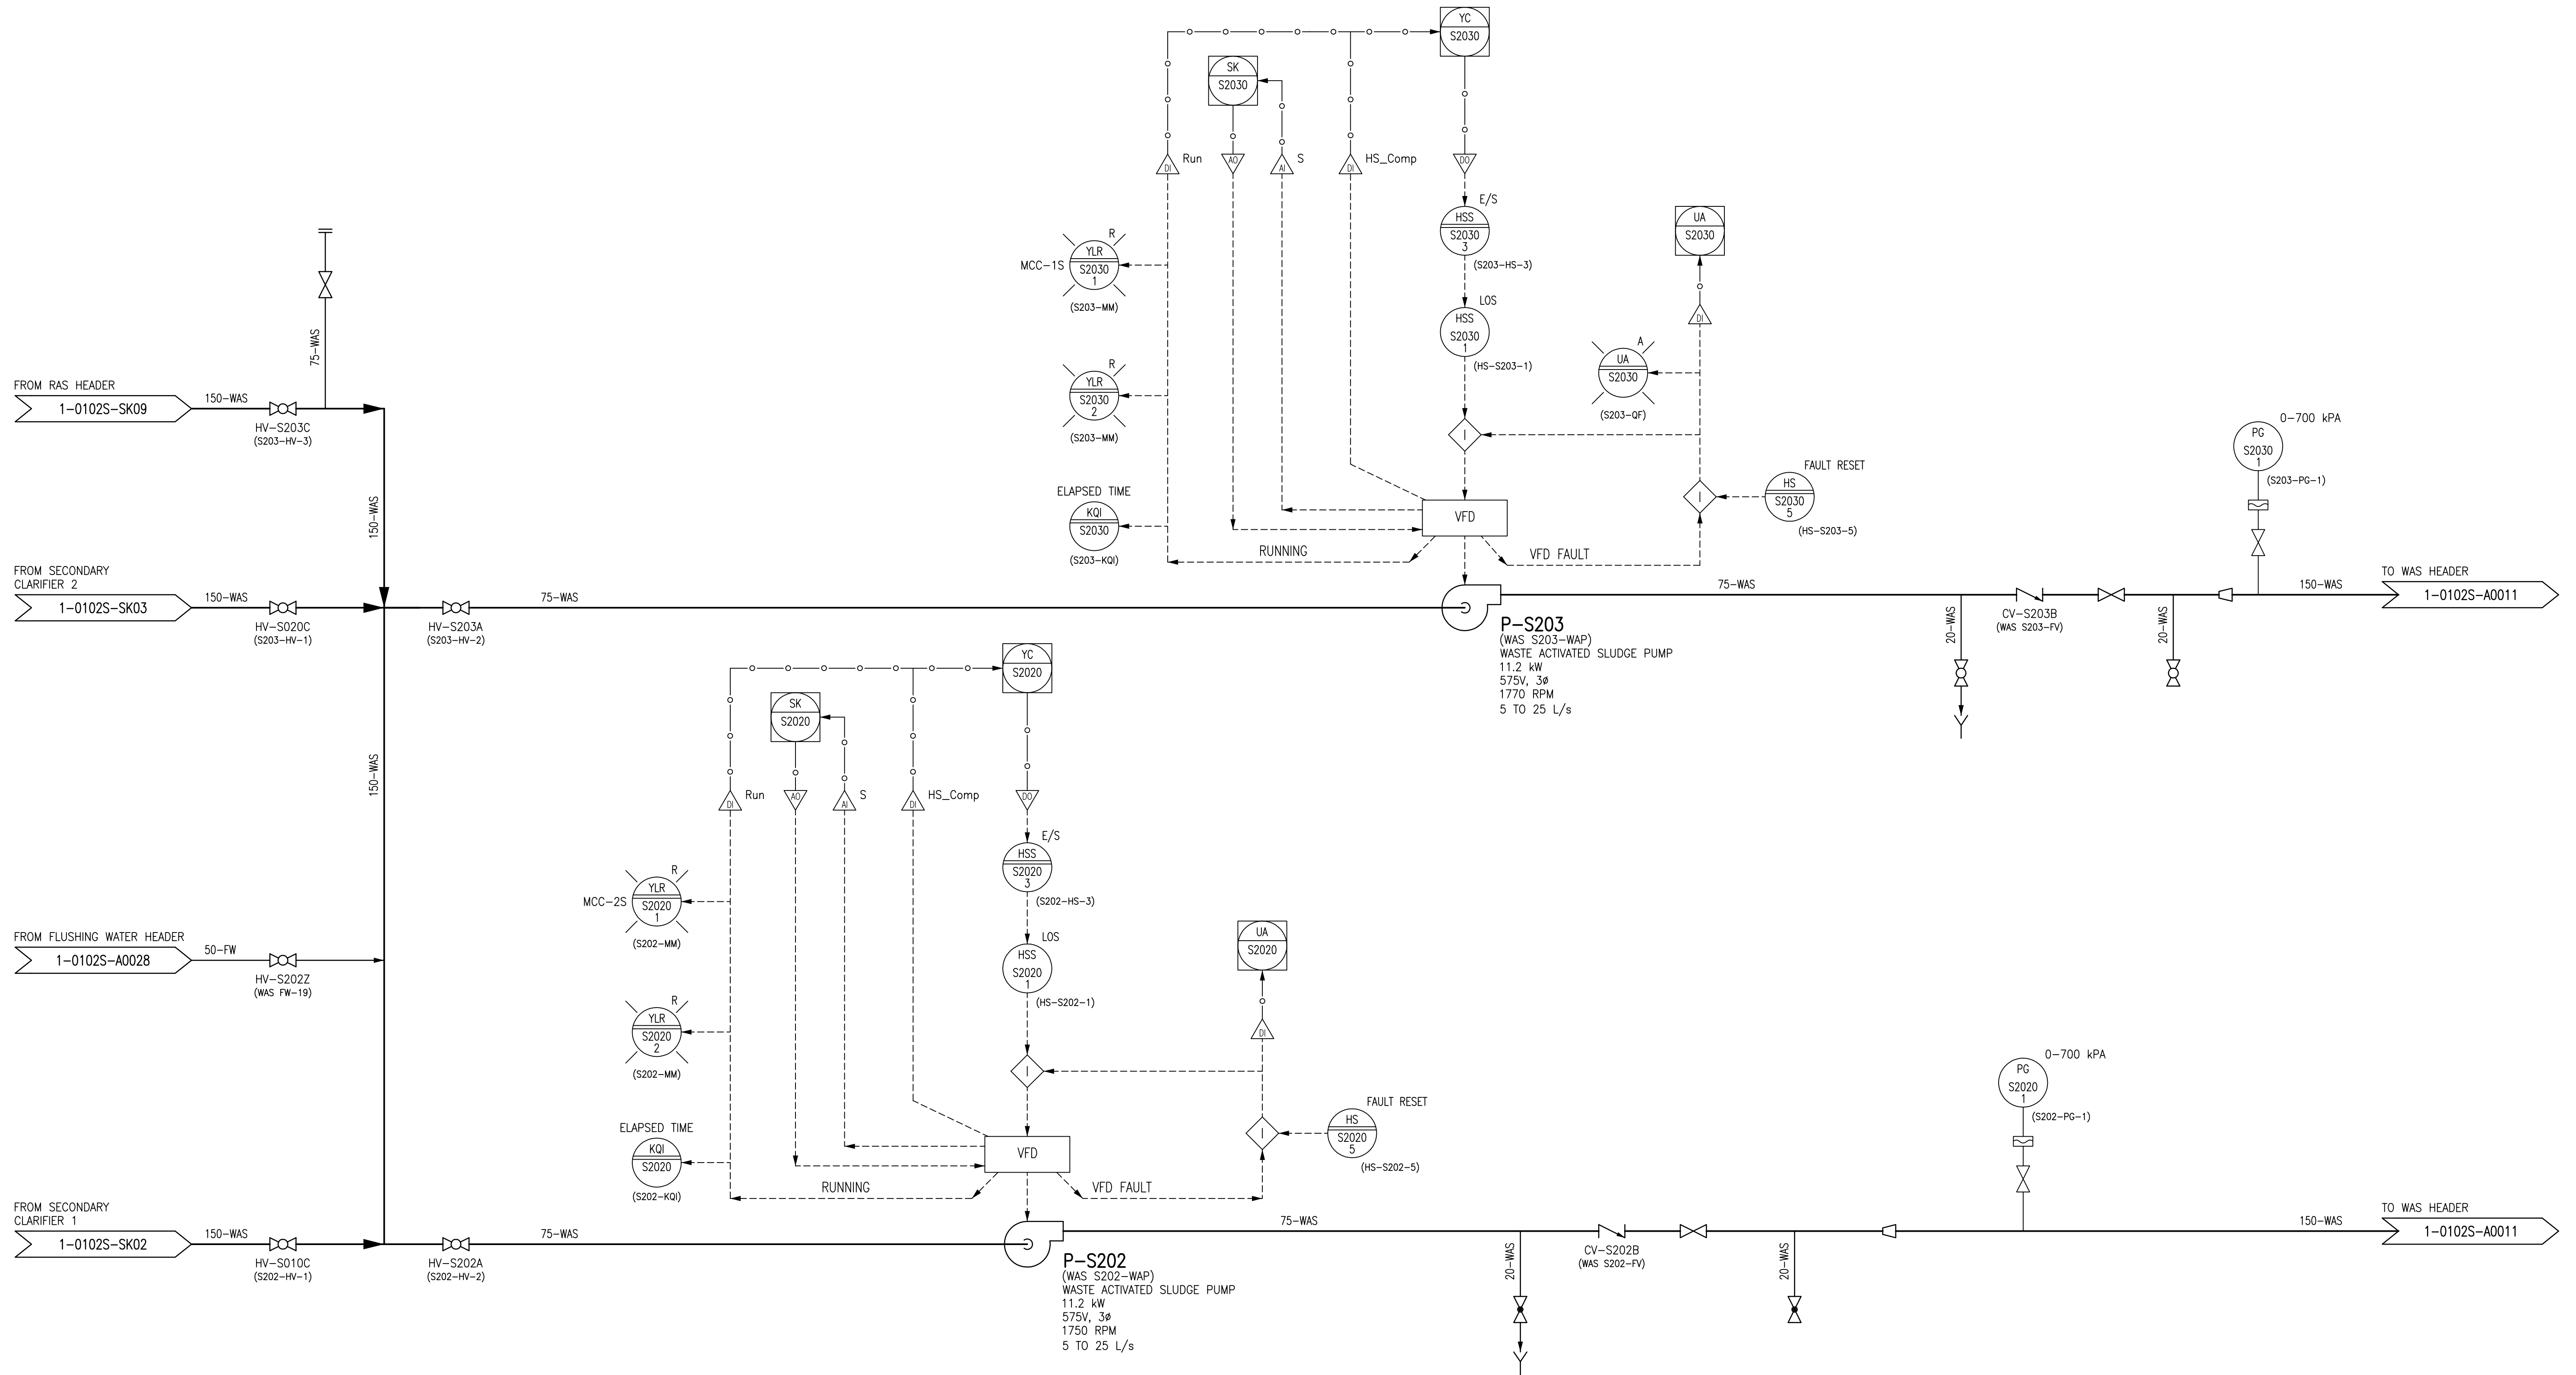 YC
S2030
SK
S2030
DI
Run
AO
AI
S
DI
HS_Comp
DO
E/S
HSS
S2030
3
(S203-HS-3)
UA
S2030
R
YLR
S2030
1
MCC-1S
(S203-MM)
LOS
HSS
S2030
1
(HS-S203-1)
DI
A
UA
S2030
(S203-QF)
R
YLR
S2030
2
(S203-MM)
I
75-WAS
FROM RAS HEADER
1-0102S-SK09
150-WAS
HV-S203C
(S203-HV-3)
0-700 kPA
PG
S2030
1
(S203-PG-1)
FAULT RESET
HS
S2030
5
(HS-S203-5)
I
ELAPSED TIME
KQI
S2030
(S203-KQI)
VFD
RUNNING
VFD FAULT
150-WAS
FROM SECONDARY
CLARIFIER 2
1-0102S-SK03
150-WAS
HV-S020C
(S203-HV-1)
HV-S203A
(S203-HV-2)
75-WAS
75-WAS
P-S203
(WAS S203-WAP)
WASTE ACTIVATED SLUDGE PUMP
11.2 kW
575V, 3ø
1770 RPM
5 TO 25 L/s
20-WAS
CV-S203B
(WAS S203-FV)
20-WAS
150-WAS
TO WAS HEADER
1-0102S-A0011
YC
S2020
SK
S2020
DI
Run
AO
AI
S
DI
HS_Comp
DO
150-WAS
E/S
HSS
S2020
3
(S202-HS-3)
R
YLR
S2020
1
MCC-2S
(S202-MM)
LOS
HSS
S2020
1
(HS-S202-1)
UA
S2020
DI
FROM FLUSHING WATER HEADER
1-0102S-A0028
50-FW
HV-S202Z
(WAS FW-19)
R
YLR
S2020
2
(S202-MM)
I
0-700 kPA
PG
S2020
1
(S202-PG-1)
FAULT RESET
HS
S2020
5
(HS-S202-5)
I
ELAPSED TIME
KQI
S2020
(S202-KQI)
VFD
RUNNING
VFD FAULT
FROM SECONDARY
CLARIFIER 1
1-0102S-SK02
150-WAS
HV-S010C
(S202-HV-1)
HV-S202A
(S202-HV-2)
75-WAS
75-WAS
P-S202
(WAS S202-WAP)
WASTE ACTIVATED SLUDGE PUMP
11.2 kW
575V, 3ø
1750 RPM
5 TO 25 L/s
20-WAS
CV-S202B
(WAS S202-FV)
20-WAS
150-WAS
TO WAS HEADER
1-0102S-A0011